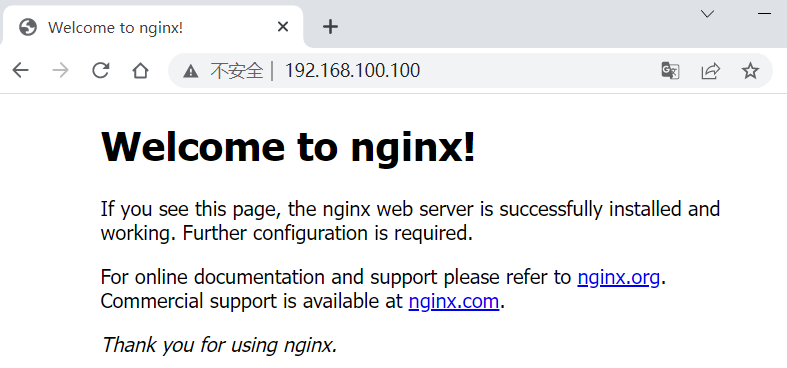 Welcome to nginx!
不安全 | 192.168.100.100
Welcome to nginx!
If you see this page, the nginx web server is successfully installed and
working. Further configuration is required.
For online documentation and support please refer to nginx.org.
Commercial support is available at nginx.com.
Thank you for using nginx.